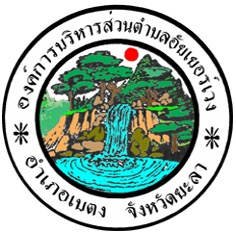 องค์การบริหารส่วนตำบลอัยเยอร์เวง
อำเภอเบตง จังหวัดยะลา